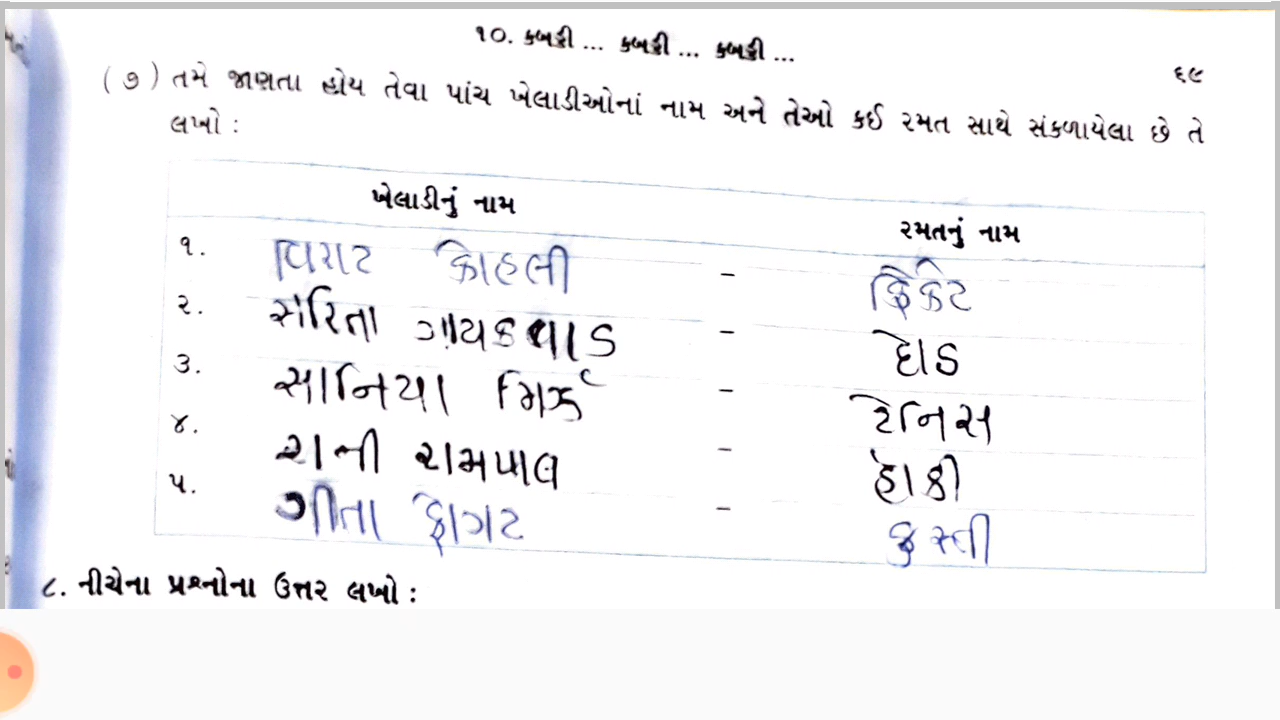 ૧૦. કબડ્ડી ... કબડ્ડી ... કબડ્ડી ...
૬૯
(૭) તમે જાણતા હોય તેવા પાંચ ખેલાડીઓનાં નામ અને તેઓ કઈ રમત સાથે સંકળાયેલા છે તે
લખો :
ખેલાડીનું નામ રમતનું નામ
૧. વિરાટ કોહલી - ક્રિકેટ
૨. સરિતા ગાયકવાડ - દોડ
૩. સાનિયા મિર્ઝા - ટેનિસ
૪. રાની રામપાલ - હોકી
૫. ગીતા ફોગટ - કુસ્તી
૮. નીચેના પ્રશ્નોના ઉત્તર લખો :